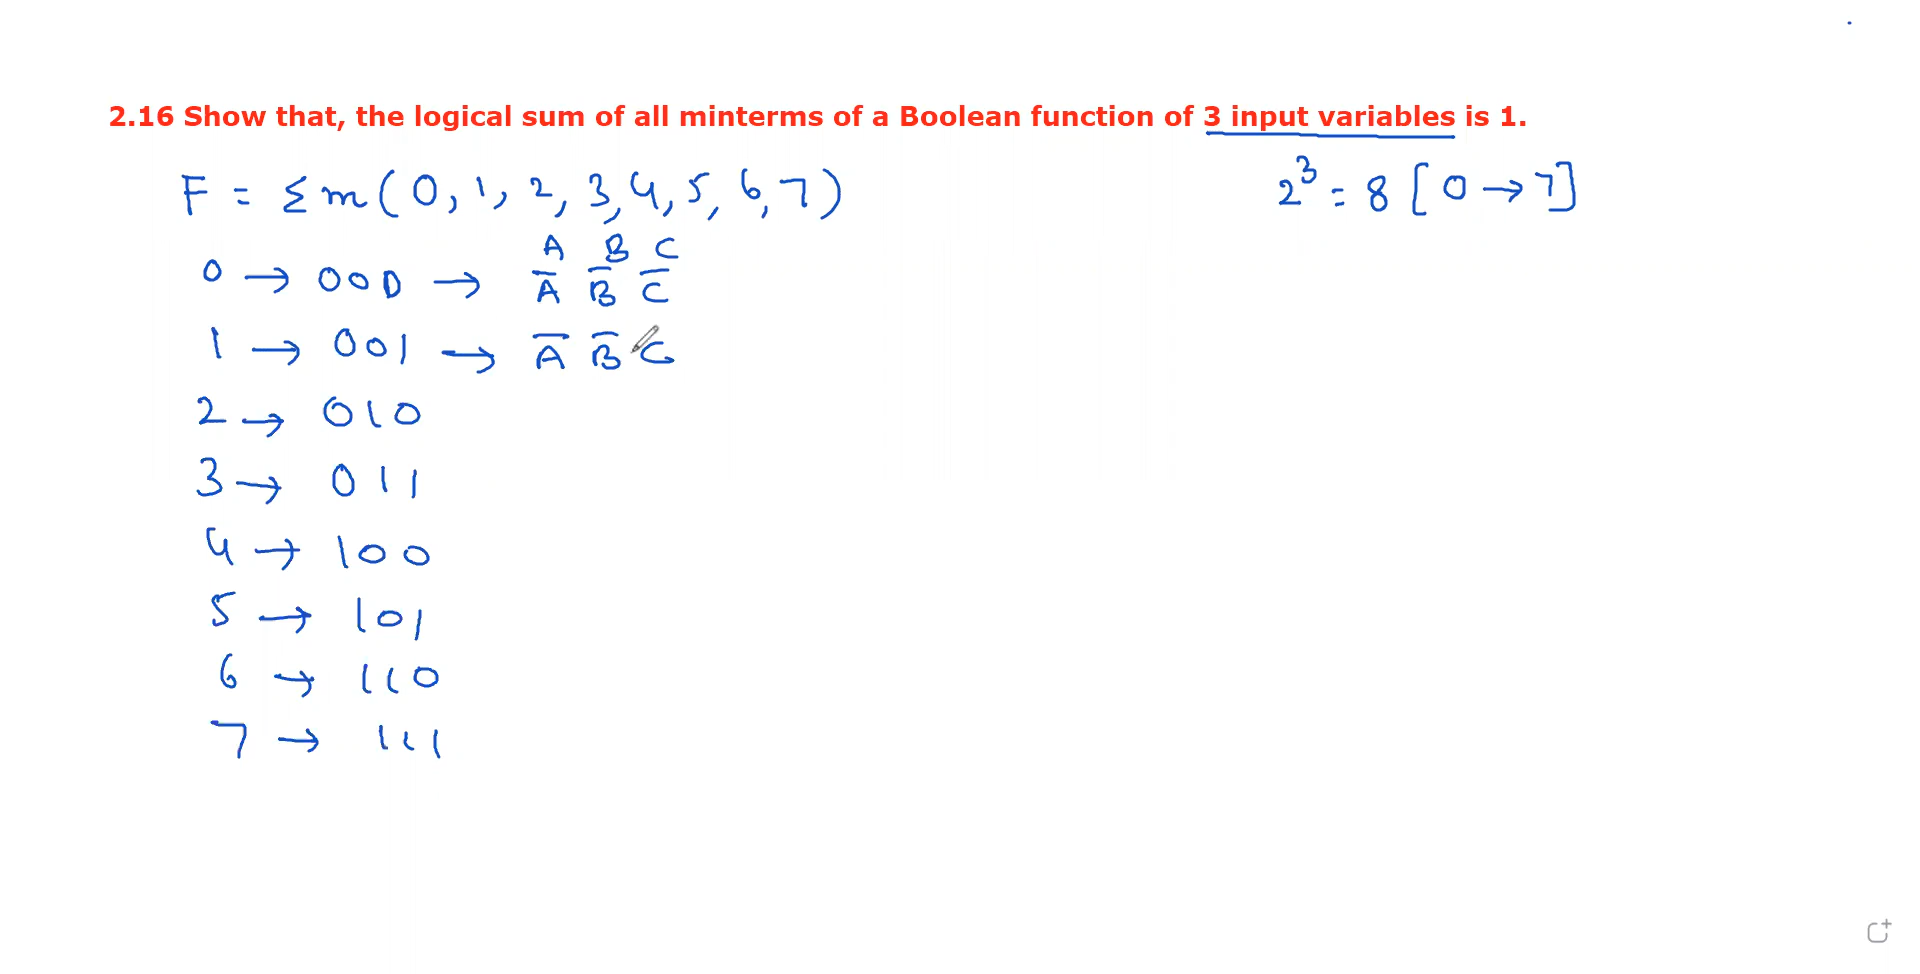 2.16 Show that, the logical sum of all minterms of a Boolean function of 3 input variables is 1.
F = Σ m ( 0, 1, 2, 3, 4, 5, 6, 7 )
2³ = 8 [ 0 → 7 ]
A B C
0 → 000 → A̅ B̅ C̅
1 → 001 → A̅ B̅ C
2 → 010
3 → 011
4 → 100
5 → 101
6 → 110
7 → 111